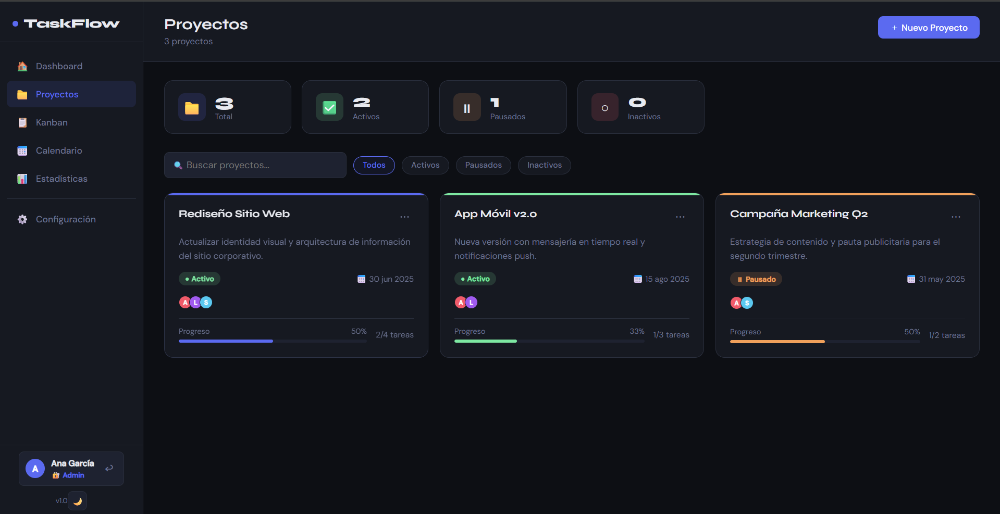 TaskFlow
Dashboard
Proyectos
Kanban
Calendario
Estadísticas
Configuración
A
Ana García
Admin
v1.0
Proyectos
3 proyectos
+ Nuevo Proyecto
3
Total
2
Activos
1
Pausados
0
Inactivos
Buscar proyectos...
Todos
Activos
Pausados
Inactivos
Rediseño Sitio Web
...
Actualizar identidad visual y arquitectura de información
del sitio corporativo.
● Activo
30 jun 2025
A L S
Progreso
50%
2/4 tareas
App Móvil v2.0
...
Nueva versión con mensajería en tiempo real y
notificaciones push.
● Activo
15 ago 2025
A L
Progreso
33%
1/3 tareas
Campaña Marketing Q2
...
Estrategia de contenido y pauta publicitaria para el
segundo trimestre.
Pausado
31 may 2025
A S
Progreso
50%
1/2 tareas